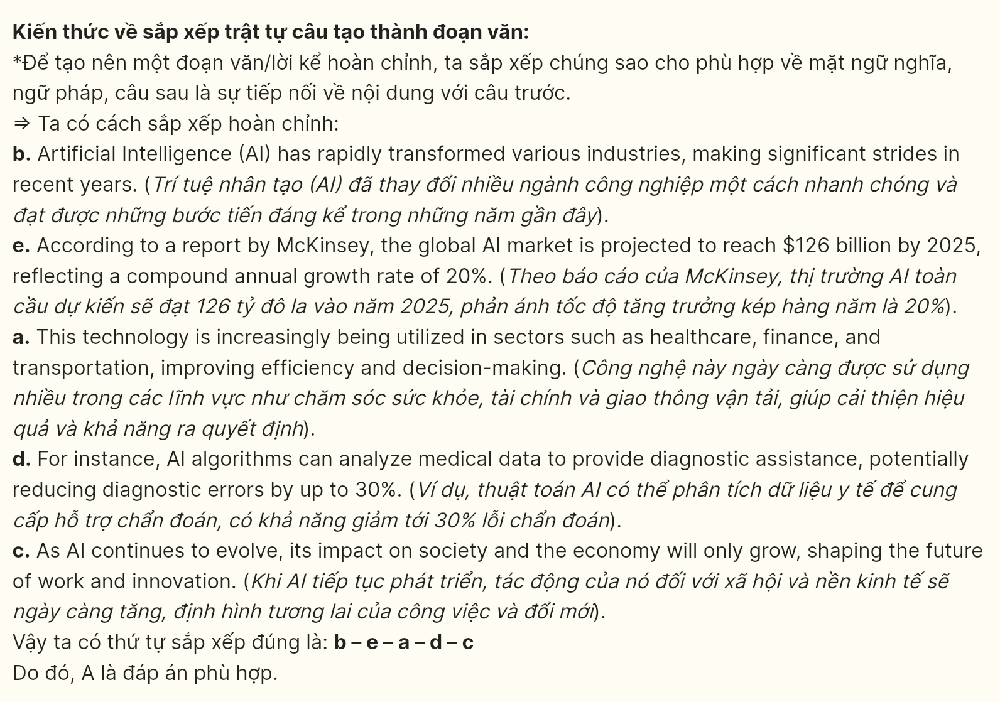 Kiến thức về sắp xếp trật tự câu tạo thành đoạn văn:
*Để tạo nên một đoạn văn/lời kể hoàn chỉnh, ta sắp xếp chúng sao cho phù hợp về mặt ngữ nghĩa,
ngữ pháp, câu sau là sự tiếp nối về nội dung với câu trước.
⇒ Ta có cách sắp xếp hoàn chỉnh:
b. Artificial Intelligence (AI) has rapidly transformed various industries, making significant strides in
recent years. (Trí tuệ nhân tạo (AI) đã thay đổi nhiều ngành công nghiệp một cách nhanh chóng và
đạt được những bước tiến đáng kể trong những năm gần đây).
e. According to a report by McKinsey, the global AI market is projected to reach $126 billion by 2025,
reflecting a compound annual growth rate of 20%. (Theo báo cáo của McKinsey, thị trường AI toàn
cầu dự kiến sẽ đạt 126 tỷ đô la vào năm 2025, phản ánh tốc độ tăng trưởng kép hàng năm là 20%).
a. This technology is increasingly being utilized in sectors such as healthcare, finance, and
transportation, improving efficiency and decision-making. (Công nghệ này ngày càng được sử dụng
nhiều trong các lĩnh vực như chăm sóc sức khỏe, tài chính và giao thông vận tải, giúp cải thiện hiệu
quả và khả năng ra quyết định).
d. For instance, AI algorithms can analyze medical data to provide diagnostic assistance, potentially
reducing diagnostic errors by up to 30%. (Ví dụ, thuật toán AI có thể phân tích dữ liệu y tế để cung
cấp hỗ trợ chẩn đoán, có khả năng giảm tới 30% lỗi chẩn đoán).
c. As AI continues to evolve, its impact on society and the economy will only grow, shaping the future
of work and innovation. (Khi AI tiếp tục phát triển, tác động của nó đối với xã hội và nền kinh tế sẽ
ngày càng tăng, định hình tương lai của công việc và đổi mới).
Vậy ta có thứ tự sắp xếp đúng là: b – e – a – d – c
Do đó, A là đáp án phù hợp.